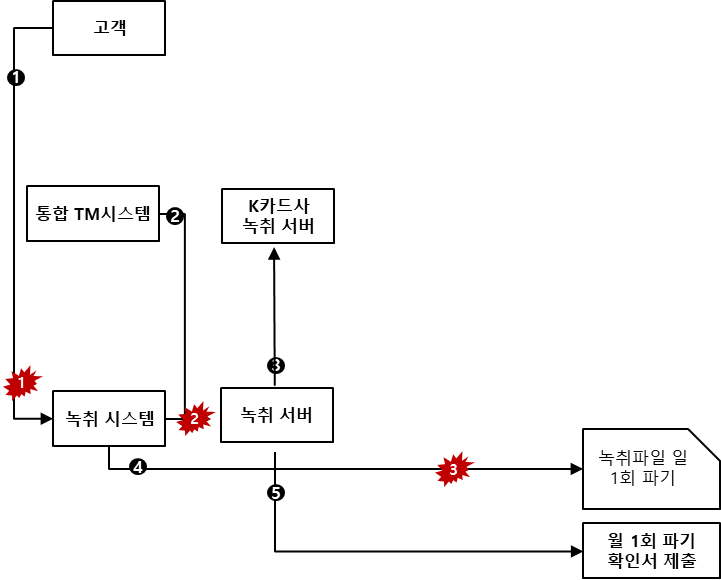 고객
1
통합 TM시스템
2
K카드사
녹취 서버
3
1
녹취 시스템
2
녹취 서버
4
3
녹취파일 일
1회 파기
5
월 1회 파기
확인서 제출